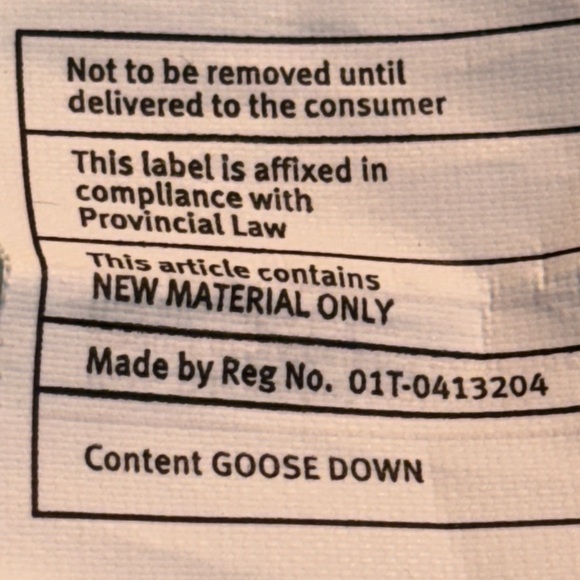 Not to be removed until
delivered to the consumer
This label is affixed in
compliance with
Provincial Law
This article contains
NEW MATERIAL ONLY
Made by Reg No. 01T-0413204
Content GOOSE DOWN